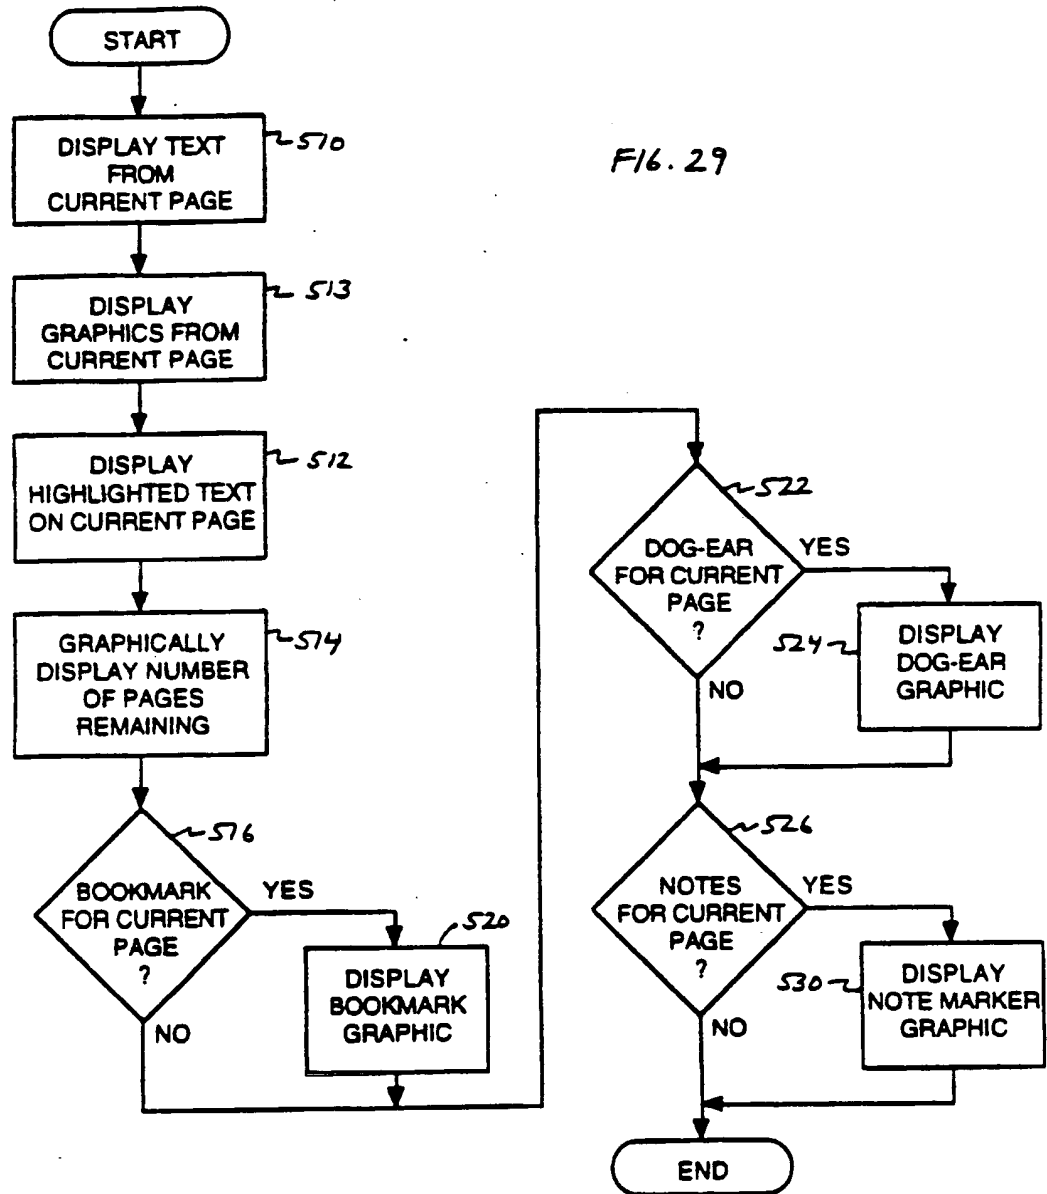 START
DISPLAY TEXT
FROM
CURRENT PAGE
510
FIG. 29
DISPLAY
GRAPHICS FROM
CURRENT PAGE
513
DISPLAY
HIGHLIGHTED TEXT
ON CURRENT PAGE
512
GRAPHICALLY
DISPLAY NUMBER
OF PAGES
REMAINING
514
BOOKMARK
FOR CURRENT
PAGE
?
516
YES
NO
DISPLAY
BOOKMARK
GRAPHIC
520
DOG-EAR
FOR CURRENT
PAGE
?
522
YES
NO
DISPLAY
DOG-EAR
GRAPHIC
524
NOTES
FOR CURRENT
PAGE
?
526
YES
NO
DISPLAY
NOTE MARKER
GRAPHIC
530
END